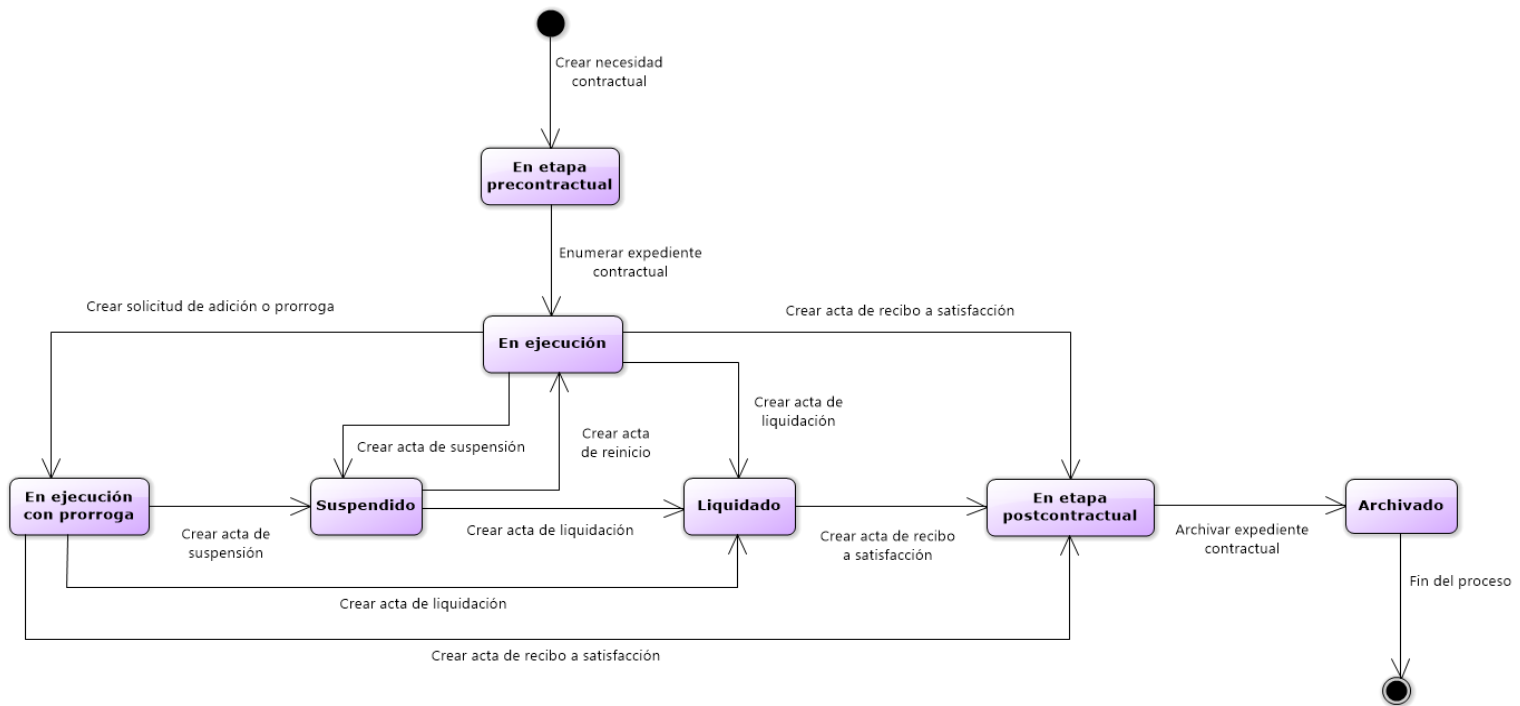 Crear necesidad
contractual
En etapa
precontractual
Enumerar expediente
contractual
Crear solicitud de adición o prorroga
Crear acta de recibo a satisfacción
En ejecución
Crear acta de
liquidación
Crear acta de suspensión
Crear acta
de reinicio
En ejecución
con prorroga
Suspendido
Liquidado
En etapa
postcontractual
Archivado
Crear acta de
suspensión
Crear acta de liquidación
Crear acta de recibo
a satisfacción
Archivar expediente
contractual
Fin del proceso
Crear acta de liquidación
Crear acta de recibo a satisfacción